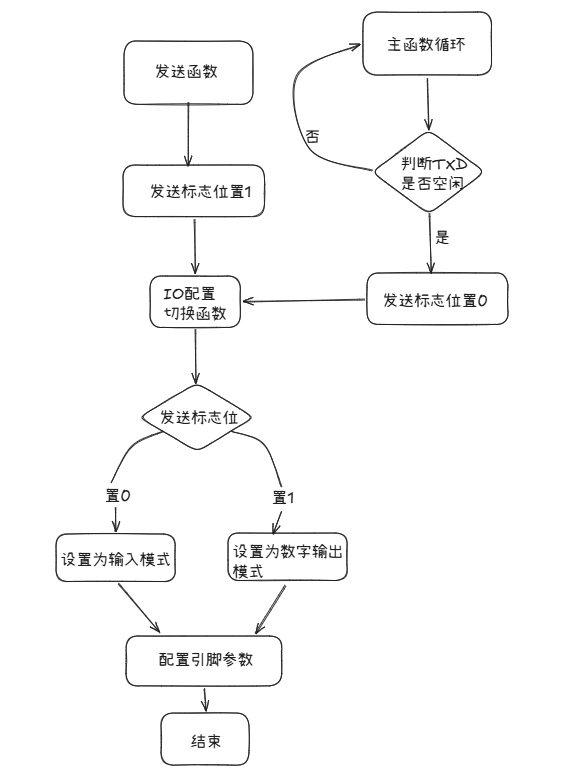 主函数循环
发送函数
否
判断TXD
是否空闲
发送标志位置1
是
IO配置
切换函数
发送标志位置0
发送标志位
置0
置1
设置为输入模式
设置为数字输出
模式
配置引脚参数
结束